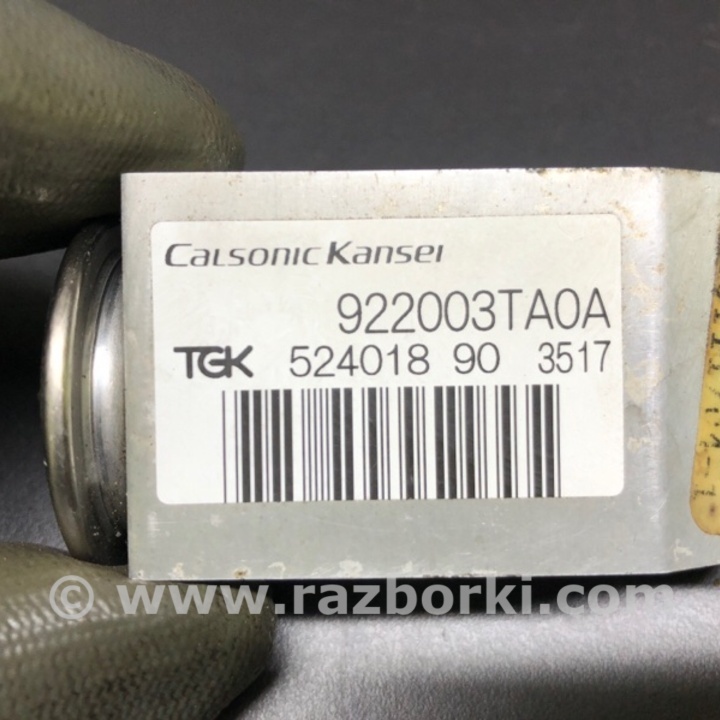 Calsonic Kansei
922003TA0A
TGK 524018 90 3517
© www.razborki.com